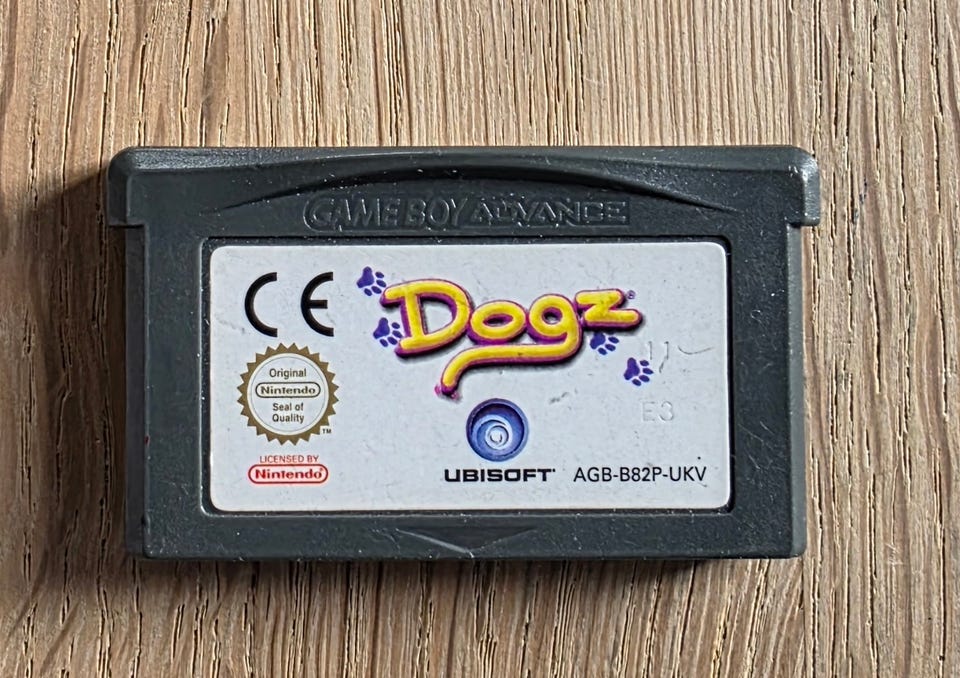 GAME BOY ADVANCE
CE
Dogz®
Original
Nintendo
Seal of
Quality
TM
LICENSED BY
Nintendo®
UBISOFT
AGB-B82P-UKV
E3